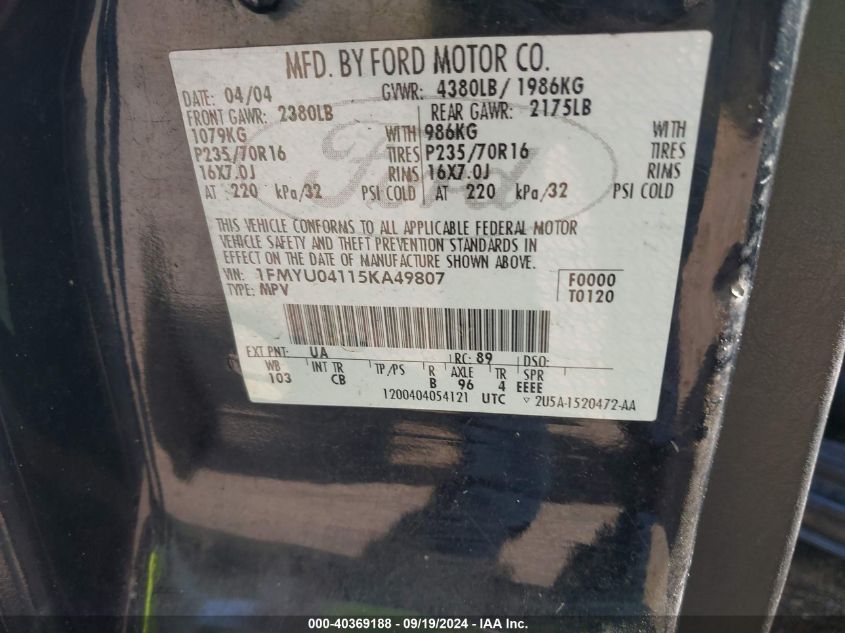 MFD. BY FORD MOTOR CO.
DATE: 04/04 GVWR: 4380LB/ 1986KG
FRONT GAWR: 2380LB REAR GAWR: 2175LB
1079KG WITH 986KG WITH
P235/70R16 TIRES P235/70R16 TIRES
16X7.0J RIMS 16X7.0J RIMS
AT 220 kPa/32 PSI COLD AT 220 kPa/32 PSI COLD
Ford
THIS VEHICLE CONFORMS TO ALL APPLICABLE FEDERAL MOTOR
VEHICLE SAFETY AND THEFT PREVENTION STANDARDS IN
EFFECT ON THE DATE OF MANUFACTURE SHOWN ABOVE.
VIN: 1FMYU04115KA49807 F0000
TYPE: MPV T0120
EXT PNT: UA RC: 89 DSO:
WB INT TR TP/PS R AXLE TR SPR
103 CB B 96 4 EEEE
1200404054121 UTC ▽ 2U5A-1520472-AA
000-40369188 - 09/19/2024 - IAA Inc.